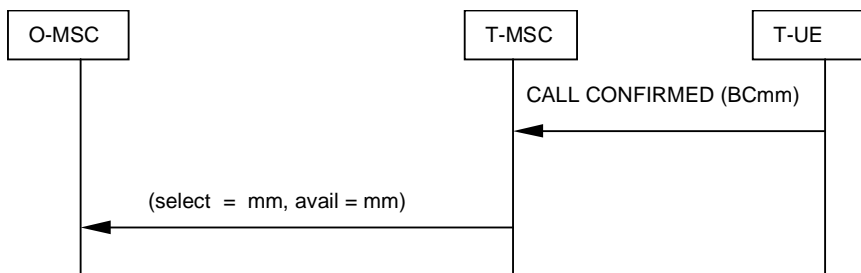 O-MSC
T-MSC
T-UE
CALL CONFIRMED (BCmm)
(select = mm, avail = mm)